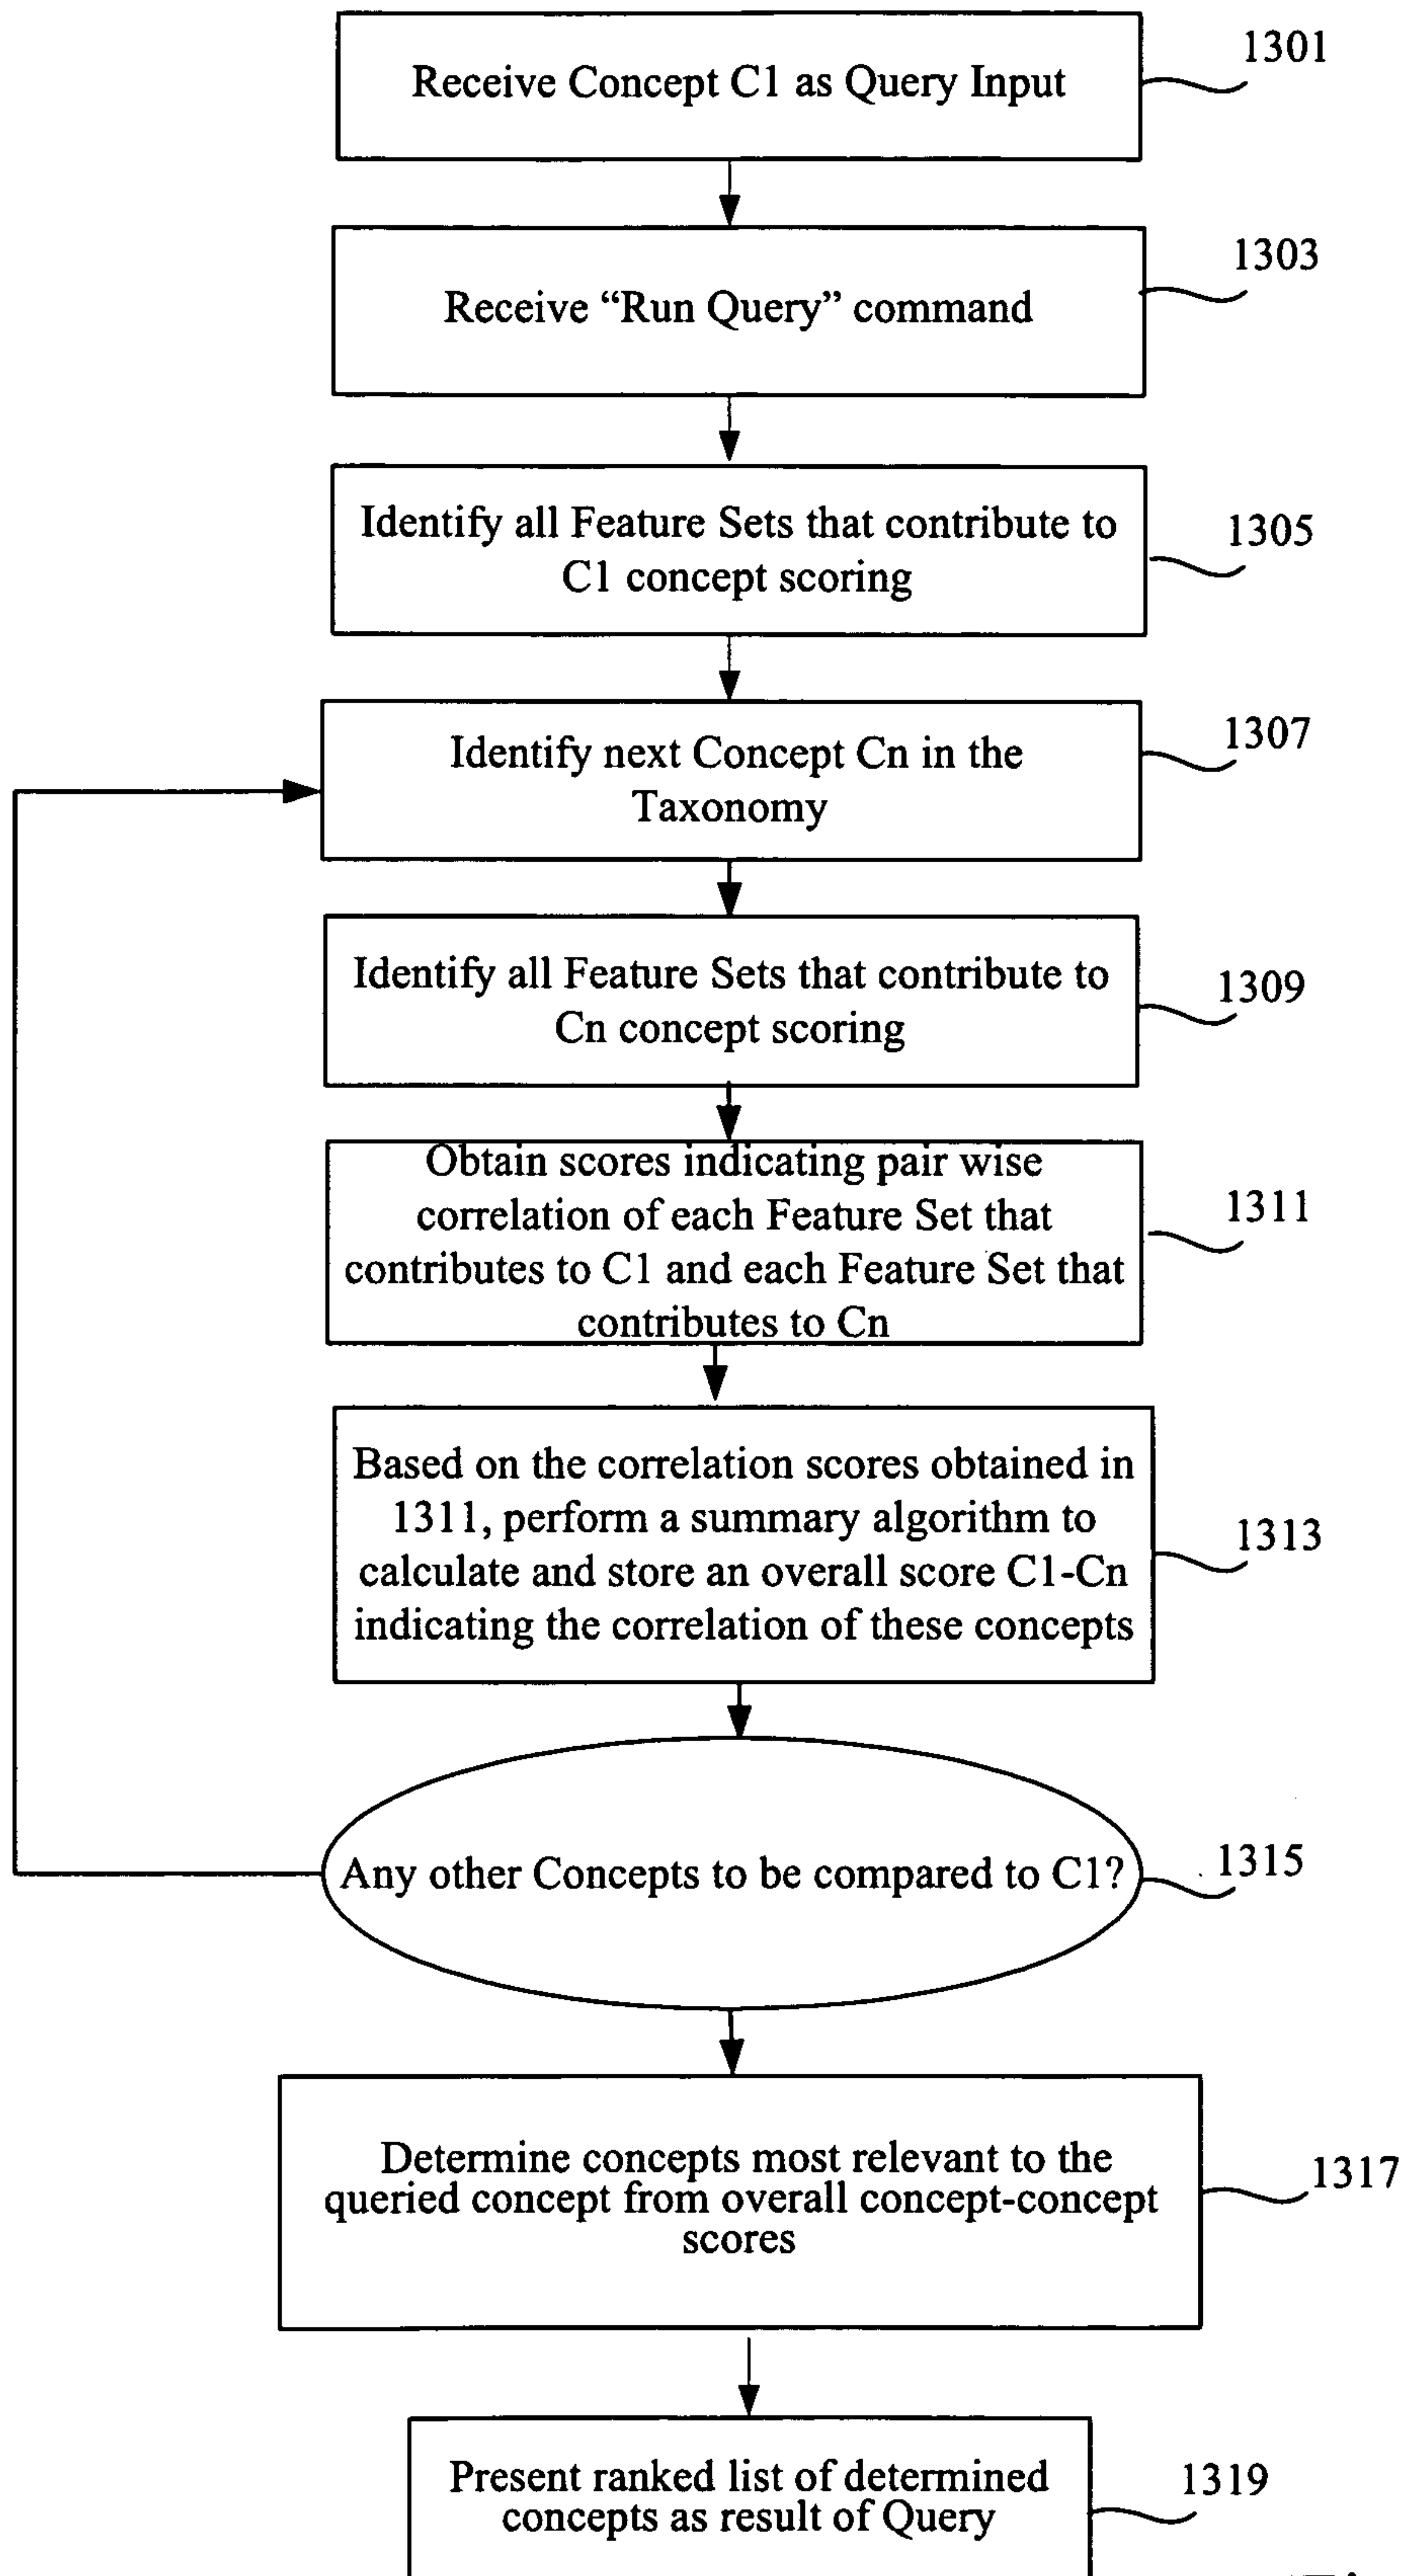 Receive Concept C1 as Query Input
1301
Receive “Run Query” command
1303
Identify all Feature Sets that contribute to
C1 concept scoring
1305
Identify next Concept Cn in the
Taxonomy
1307
Identify all Feature Sets that contribute to
Cn concept scoring
1309
Obtain scores indicating pair wise
correlation of each Feature Set that
contributes to C1 and each Feature Set that
contributes to Cn
1311
Based on the correlation scores obtained in
1311, perform a summary algorithm to
calculate and store an overall score C1-Cn
indicating the correlation of these concepts
1313
Any other Concepts to be compared to C1?
1315
Determine concepts most relevant to the
queried concept from overall concept-concept
scores
1317
Present ranked list of determined
concepts as result of Query
1319